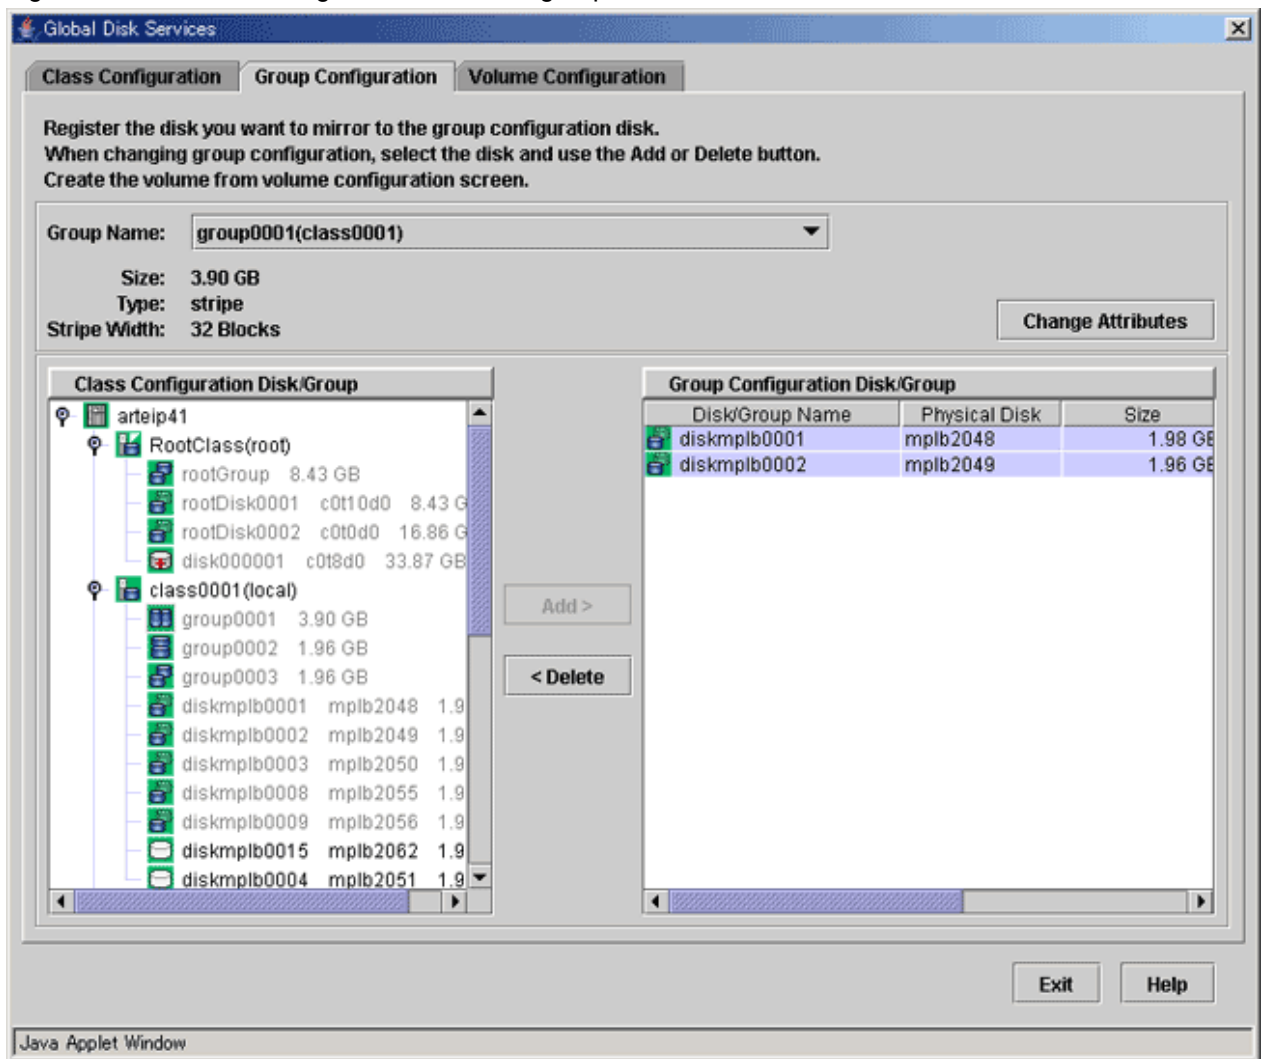 Global Disk Services
Class Configuration Group Configuration Volume Configuration
Register the disk you want to mirror to the group configuration disk.
When changing group configuration, select the disk and use the Add or Delete button.
Create the volume from volume configuration screen.
Group Name: group0001(class0001)
Size: 3.90 GB
Type: stripe
Stripe Width: 32 Blocks
Change Attributes
Class Configuration Disk/Group
arteip41
RootClass(root)
rootGroup 8.43 GB
rootDisk0001 c0t10d0 8.43 G
rootDisk0002 c0t0d0 16.86 G
disk000001 c0t8d0 33.87 GB
class0001(local)
group0001 3.90 GB
group0002 1.96 GB
group0003 1.96 GB
diskmplb0001 mplb2048 1.9
diskmplb0002 mplb2049 1.9
diskmplb0003 mplb2050 1.9
diskmplb0008 mplb2055 1.9
diskmplb0009 mplb2056 1.9
diskmplb0015 mplb2062 1.9
diskmplb0004 mplb2051 1.9
Add >
< Delete
Group Configuration Disk/Group
Disk/Group Name Physical Disk Size
diskmplb0001 mplb2048 1.98 GB
diskmplb0002 mplb2049 1.96 GB
Exit Help
Java Applet Window